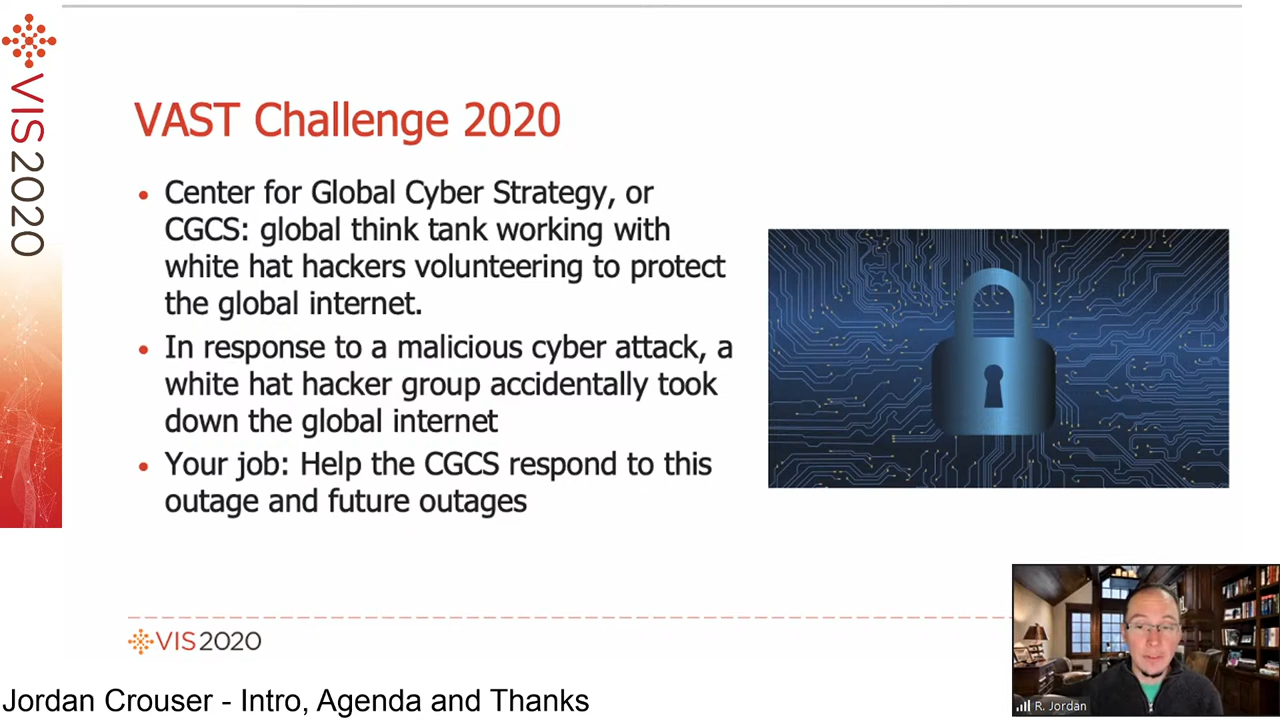 VIS2020
VAST Challenge 2020
• Center for Global Cyber Strategy, or
CGCS: global think tank working with
white hat hackers volunteering to protect
the global internet.
• In response to a malicious cyber attack, a
white hat hacker group accidentally took
down the global internet
• Your job: Help the CGCS respond to this
outage and future outages
VIS2020
R. Jordan
Jordan Crouser - Intro, Agenda and Thanks